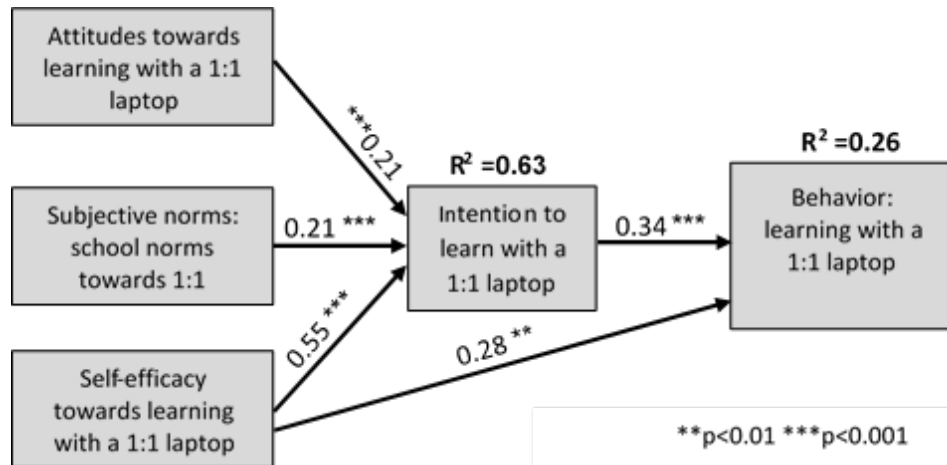 Attitudes towards
learning with a 1:1
laptop
***0.21
R² =0.63
R² =0.26
Subjective norms:
school norms
towards 1:1
0.21 ***
Intention to
learn with a
1:1 laptop
0.34 ***
Behavior:
learning with a
1:1 laptop
0.55 ***
0.28 **
Self-efficacy
towards learning
with a 1:1 laptop
**p<0.01 ***p<0.001